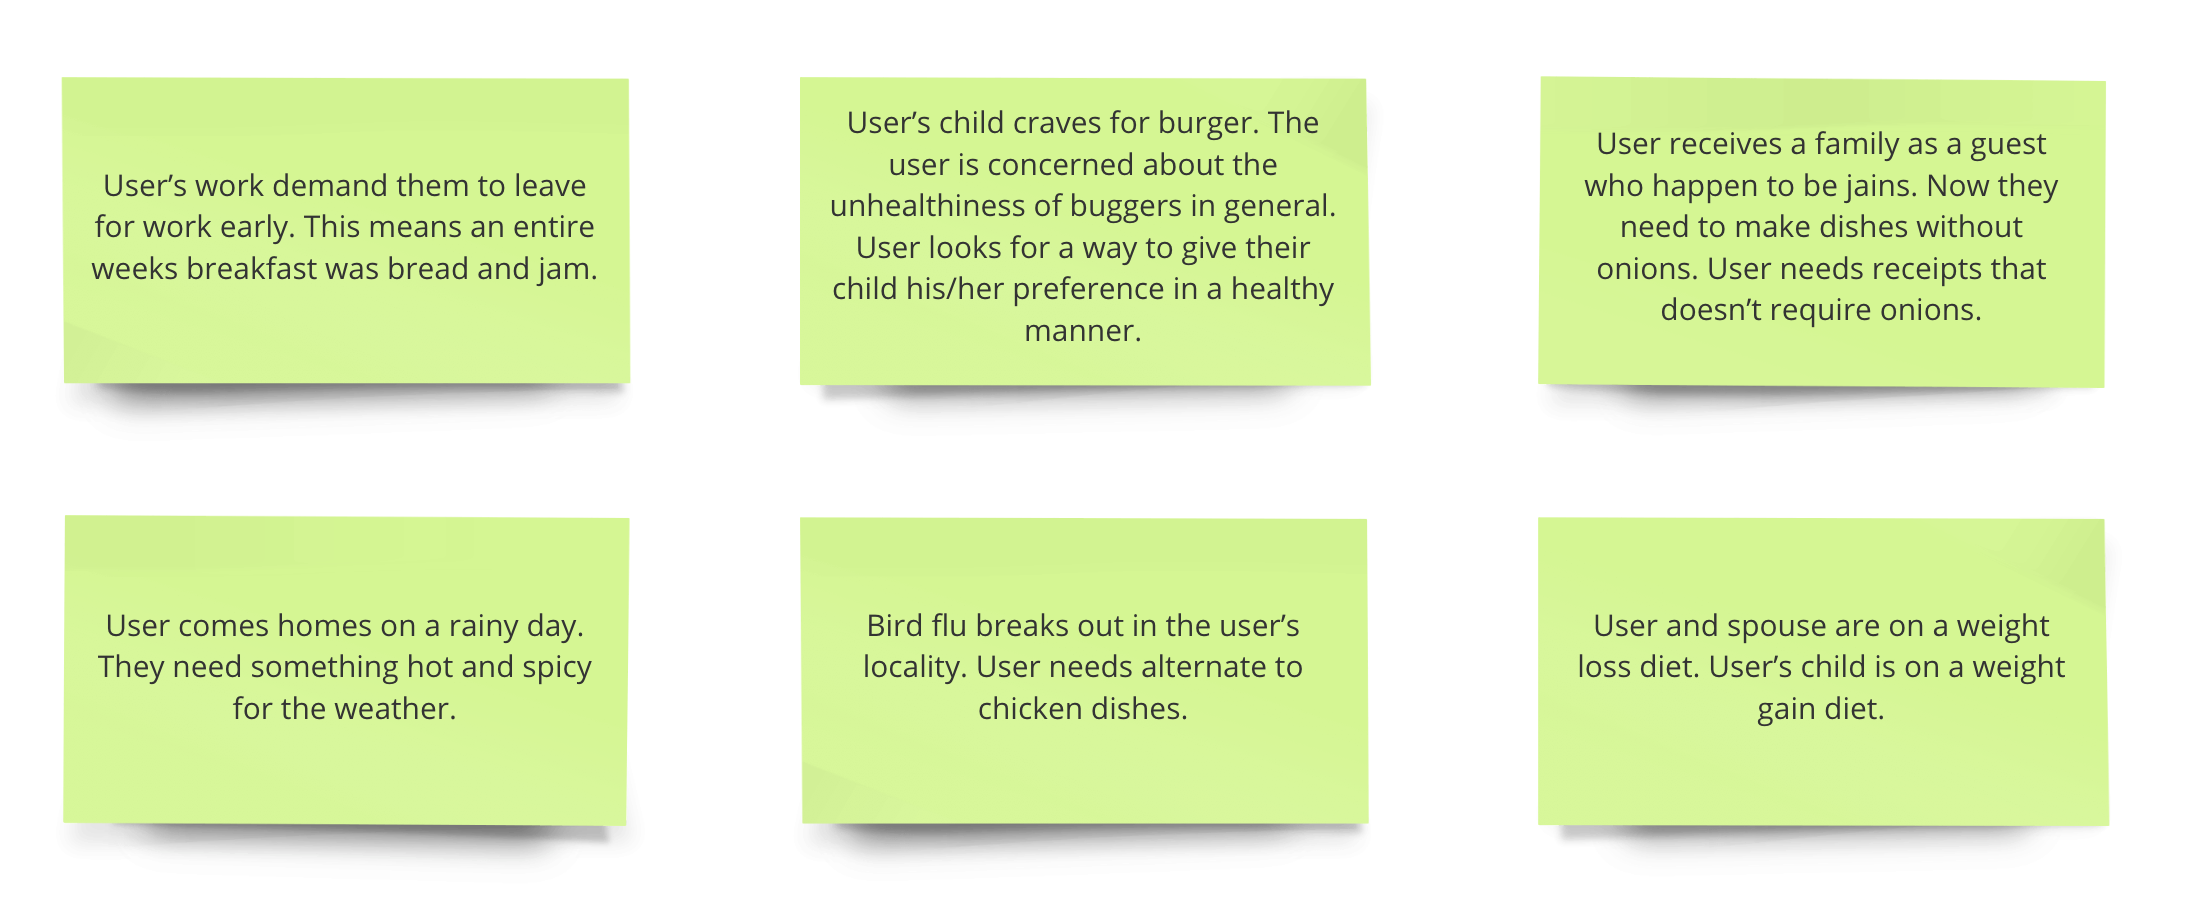 User’s work demand them to leave
for work early. This means an entire
weeks breakfast was bread and jam.
User’s child craves for burger. The
user is concerned about the
unhealthiness of buggers in general.
User looks for a way to give their
child his/her preference in a healthy
manner.
User receives a family as a guest
who happen to be jains. Now they
need to make dishes without
onions. User needs receipts that
doesn’t require onions.
User comes homes on a rainy day.
They need something hot and spicy
for the weather.
Bird flu breaks out in the user’s
locality. User needs alternate to
chicken dishes.
User and spouse are on a weight
loss diet. User’s child is on a weight
gain diet.